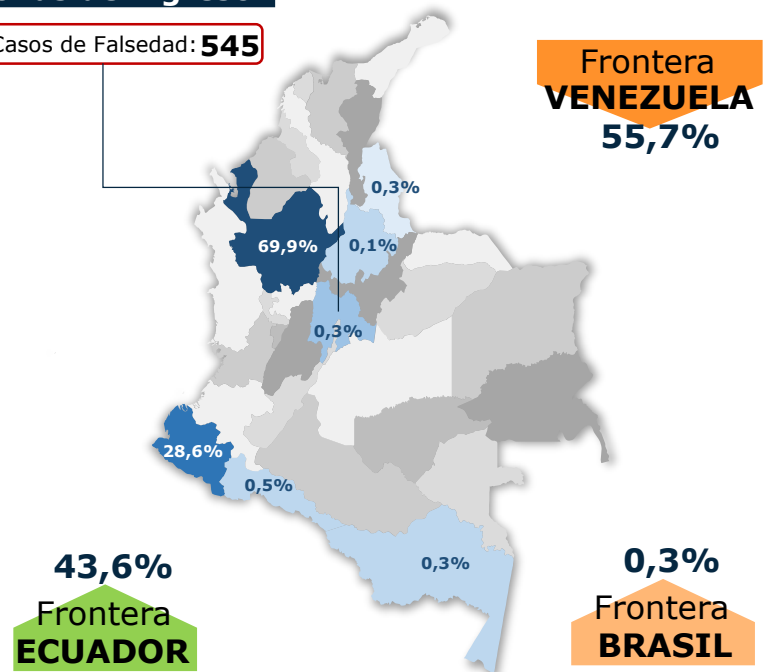 Casos de Falsedad: 545
Frontera
VENEZUELA
55,7%
0,3%
69,9%
0,1%
0,3%
28,6%
0,5%
0,3%
43,6%
Frontera
ECUADOR
0,3%
Frontera
BRASIL